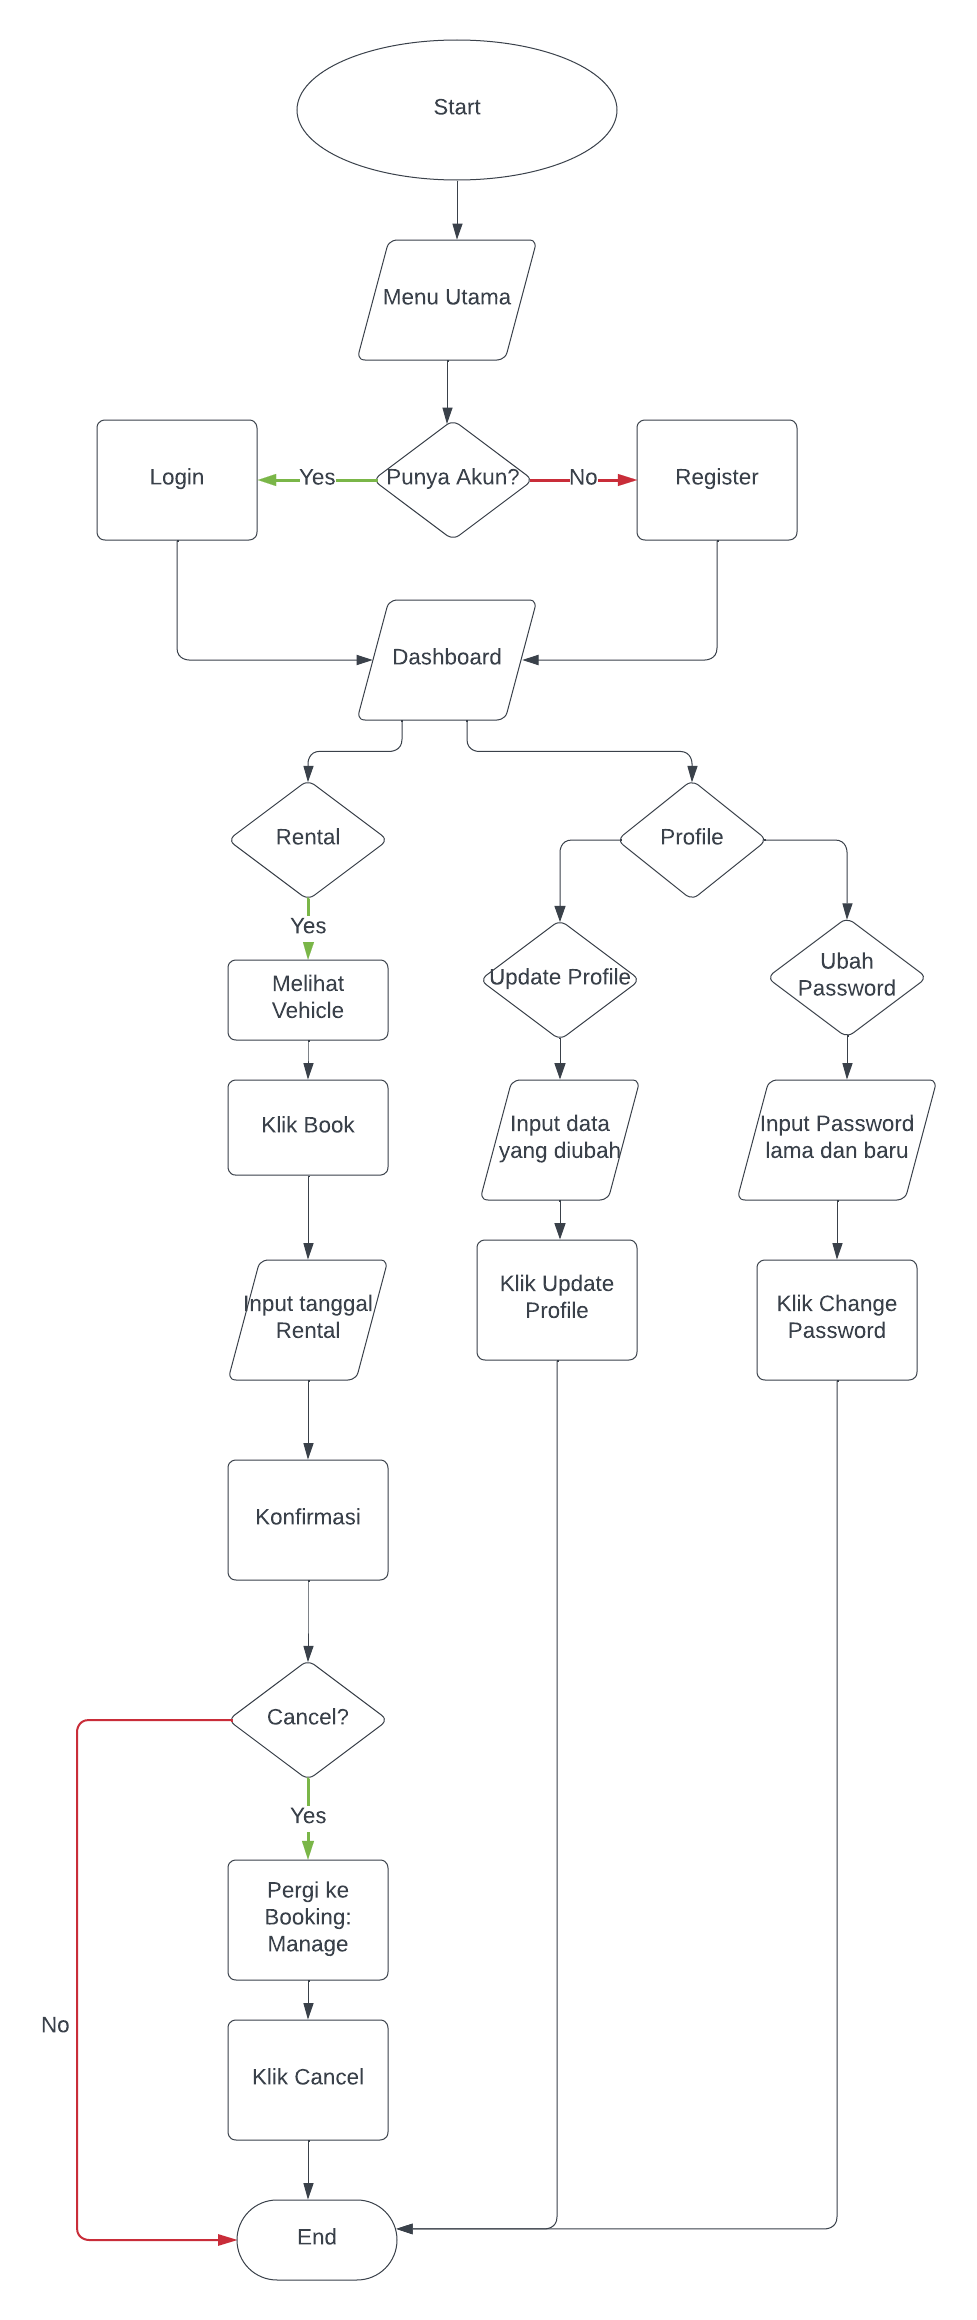 Start
Menu Utama
Login
Yes
Punya Akun?
No
Register
Dashboard
Rental
Profile
Yes
Update Profile
Ubah
Password
Melihat
Vehicle
Klik Book
Input data
yang diubah
Input Password
lama dan baru
Input tanggal
Rental
Klik Update
Profile
Klik Change
Password
Konfirmasi
Cancel?
Yes
Pergi ke
Booking:
Manage
No
Klik Cancel
End